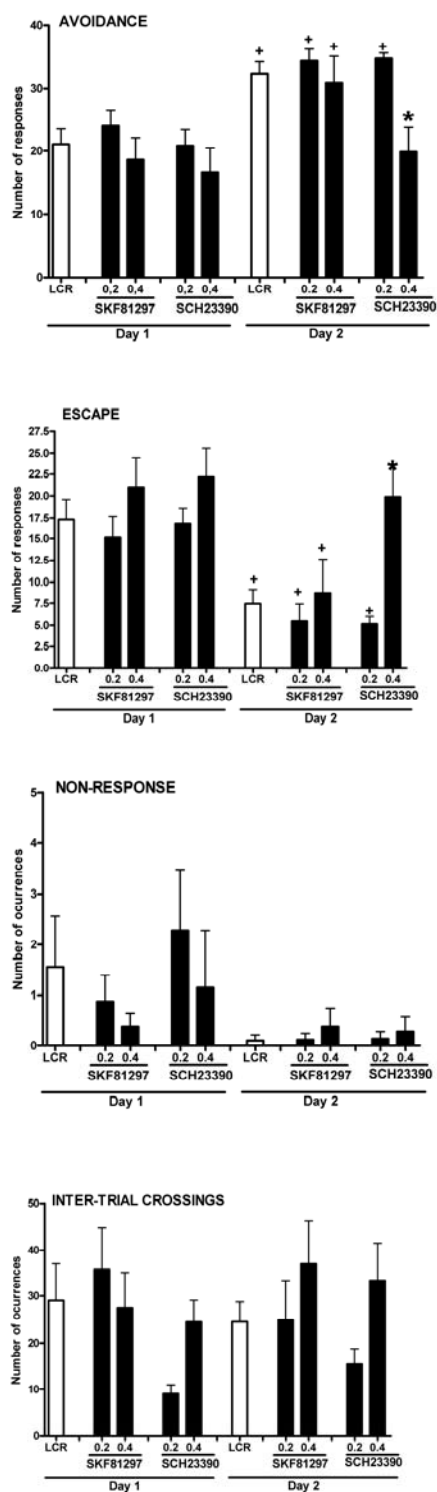 AVOIDANCE
Number of responses
40
30
20
10
0
+ + + + *
LCR 0,2 0,4 0,2 0,4 LCR 0,2 0,4 0,2 0.4
SKF81297 SCH23390 SKF81297 SCH23390
Day 1 Day 2
ESCAPE
Number of responses
27.5
25.0
22.5
20.0
17.5
15.0
12.5
10.0
7.5
5.0
2.5
0.0
+ + + + *
LCR 0.2 0.4 0.2 0.4 LCR 0.2 0.4 0.2 0.4
SKF81297 SCH23390 SKF81297 SCH23390
Day 1 Day 2
NON-RESPONSE
Number of ocurrences
5
4
3
2
1
0
LCR 0.2 0.4 0.2 0.4 LCR 0.2 0.4 0.2 0.4
SKF81297 SCH23390 SKF81297 SCH23390
Day 1 Day 2
INTER-TRIAL CROSSINGS
Number of ocurrences
50
40
30
20
10
0
LCR 0.2 0.4 0.2 0.4 LCR 0.2 0.4 0.2 0.4
SKF81297 SCH23390 SKF81297 SCH23390
Day 1 Day 2